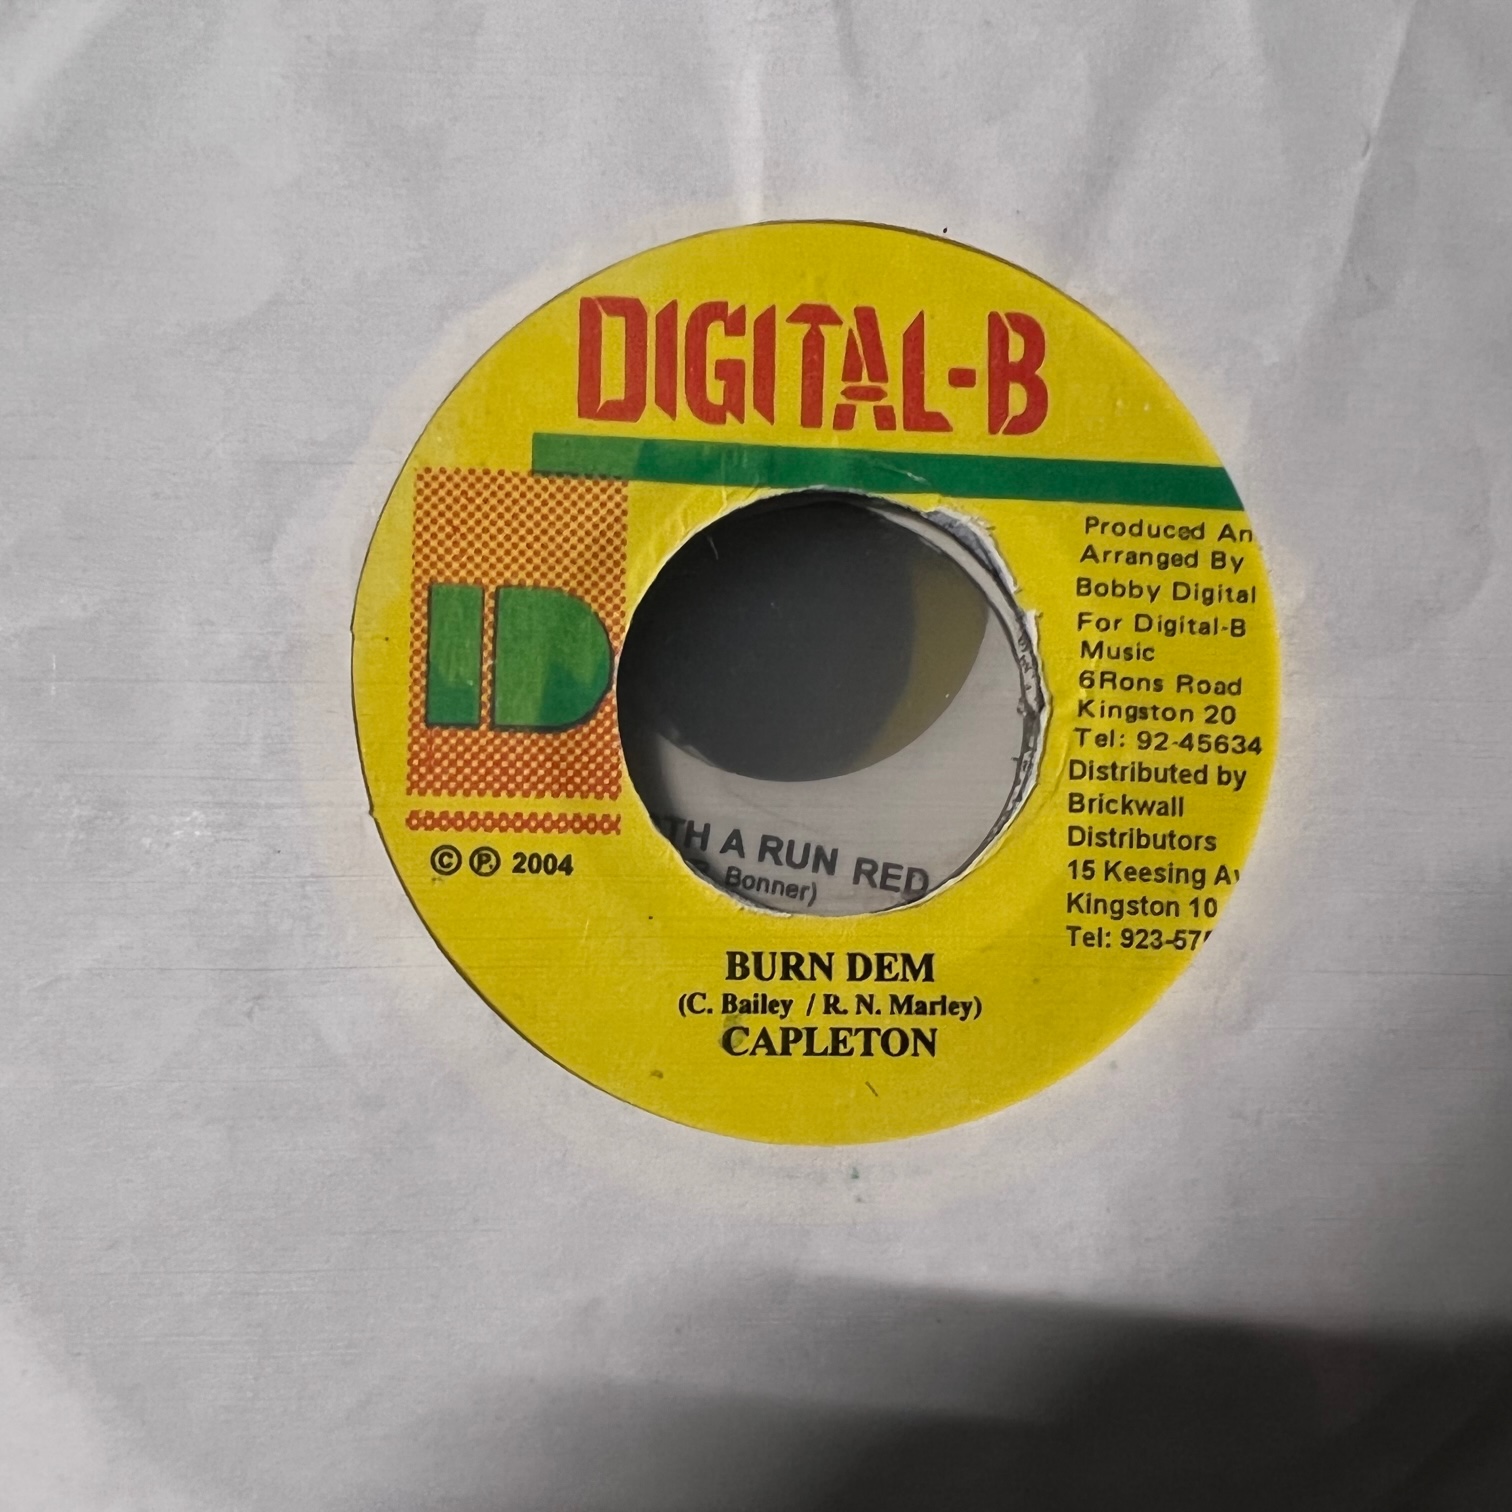 DIGITAL-B
Produced An
Arranged By
Bobby Digital
For Digital-B
Music
6Rons Road
Kingston 20
Tel: 92-45634
Distributed by
Brickwall
Distributors
15 Keesing
Kingston 10
Tel:
D
© ℗ 2004
A RUN RED
Bonner)
BURN DEM
(C. Bailey / R. N. Marley)
CAPLETON